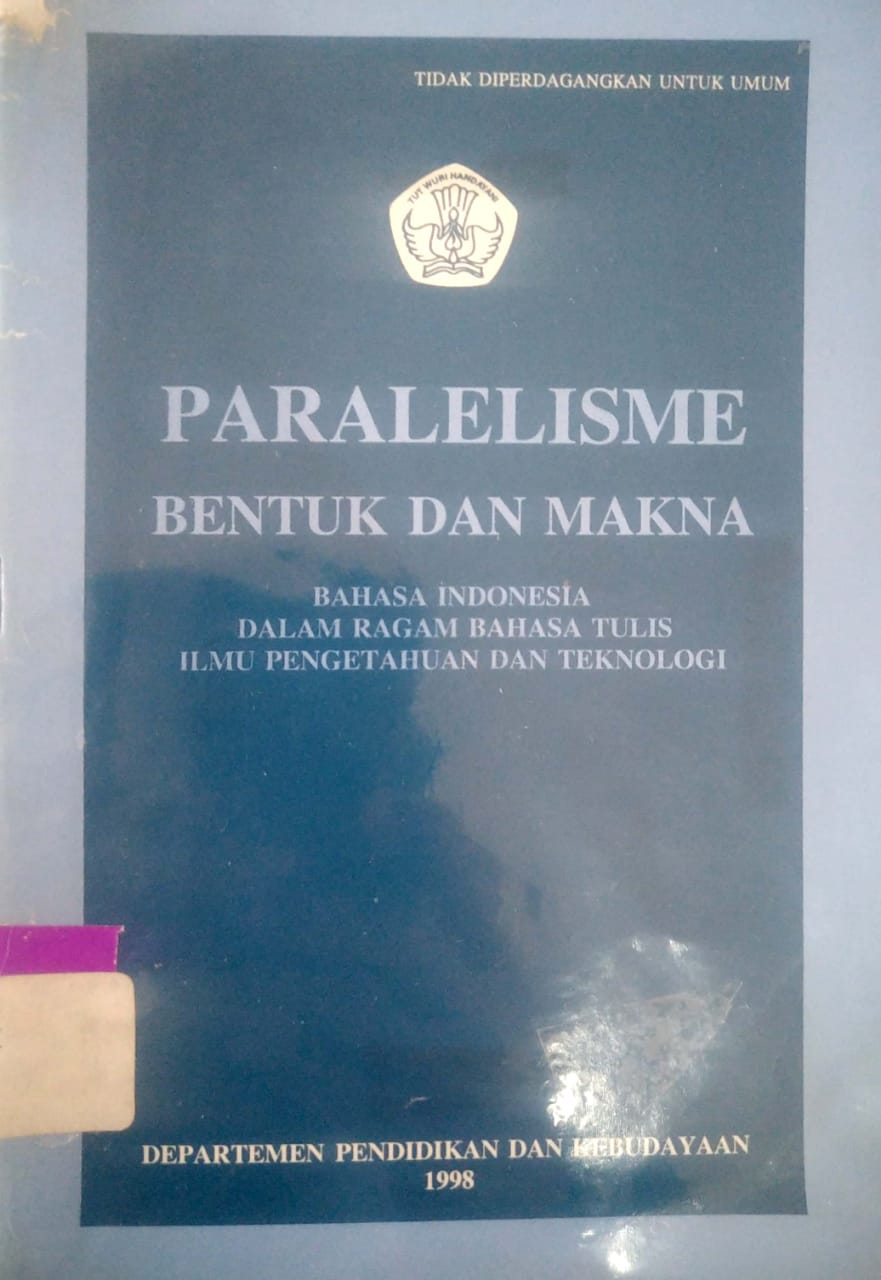 TIDAK DIPERDAGANGKAN UNTUK UMUM
TUT WURI HANDAYANI
PARALELISME
BENTUK DAN MAKNA
BAHASA INDONESIA
DALAM RAGAM BAHASA TULIS
ILMU PENGETAHUAN DAN TEKNOLOGI
DEPARTEMEN PENDIDIKAN DAN KEBUDAYAAN
1998